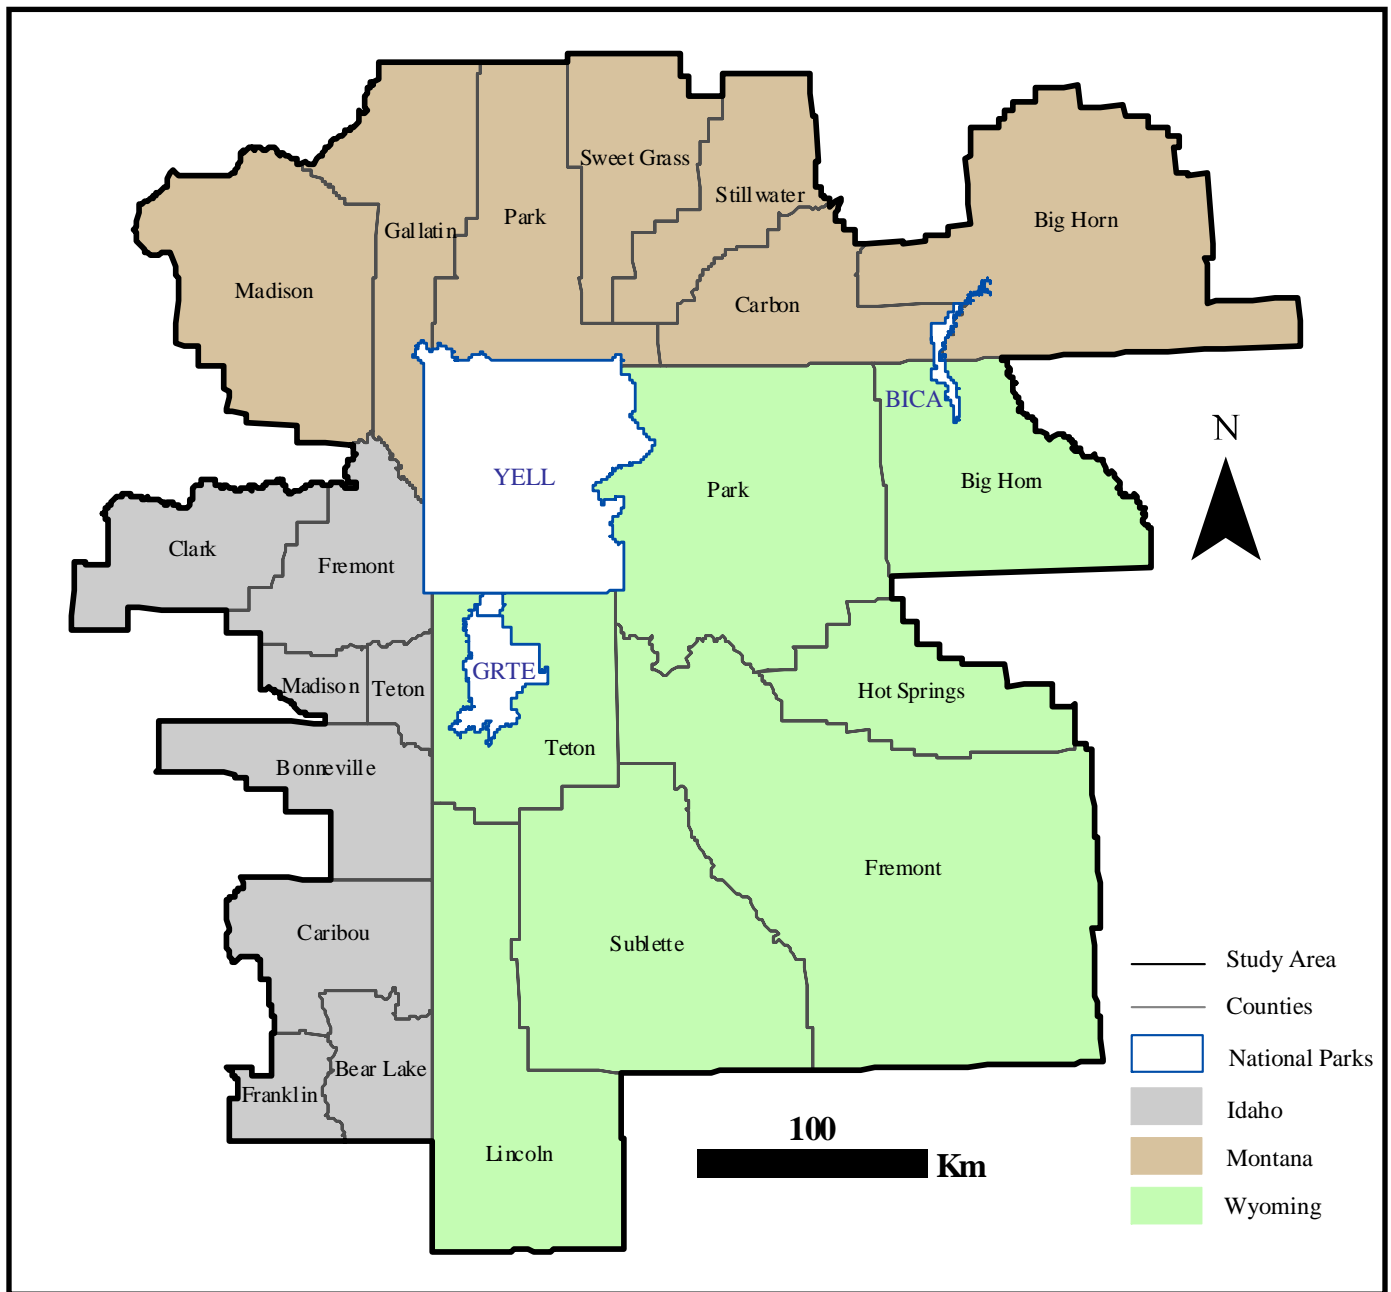 Sweet Grass
Stillwater
Park
Big Horn
Gallatin
Madison
Carbon
BICA
N
YELL
Park
Big Horn
Clark
Fremont
GRTE
Madison
Teton
Hot Springs
Teton
Bonneville
Fremont
Caribou
Sublette
Study Area
Counties
National Parks
Bear Lake
Franklin
Idaho
100
Km
Lincoln
Montana
Wyoming